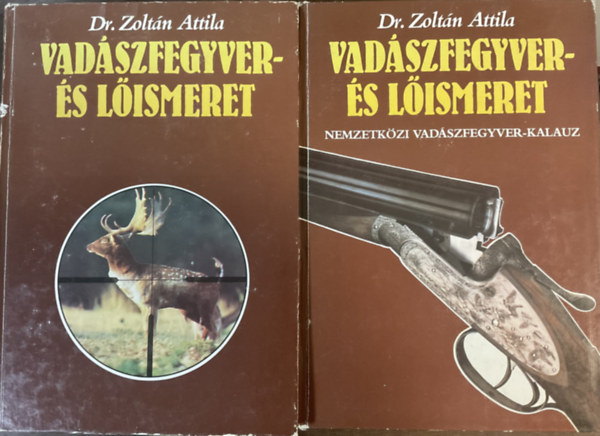 Dr. Zoltán Attila
VADÁSZFEGYVER-
ÉS LŐISMERET
Dr. Zoltán Attila
VADÁSZFEGYVER-
ÉS LŐISMERET
NEMZETKÖZI VADÁSZFEGYVER-KALAUZ